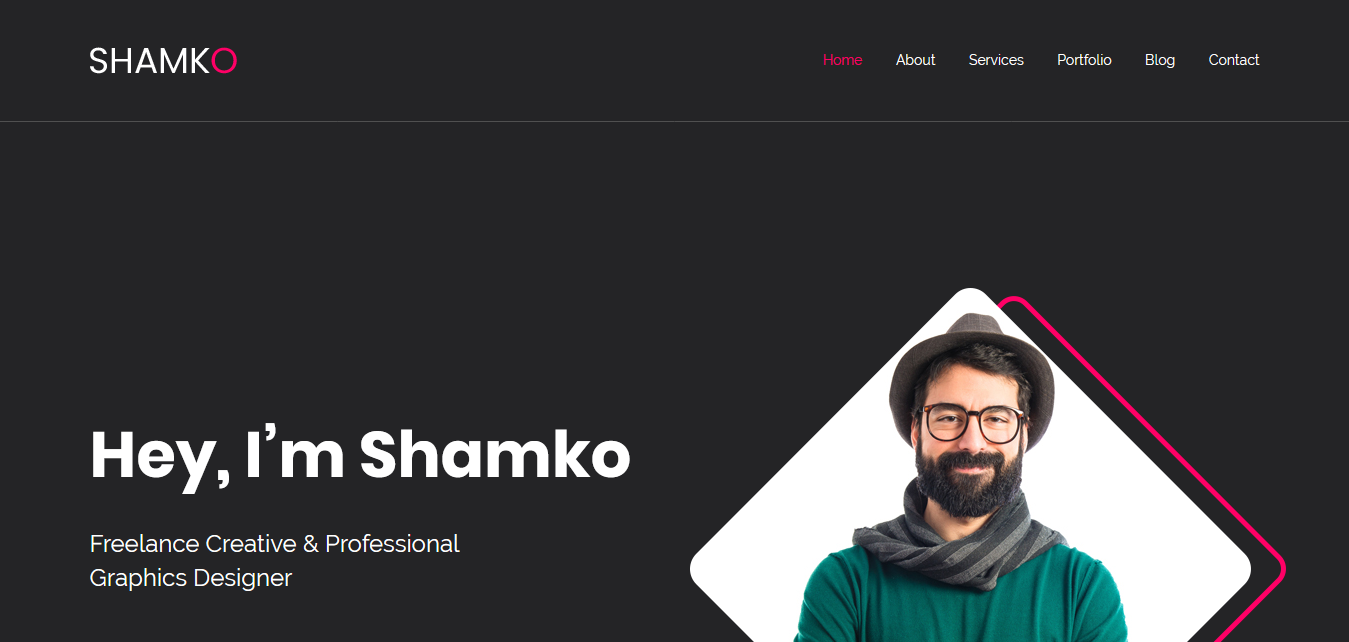 SHAMKO
Home About Services Portfolio Blog Contact
Hey, I’m Shamko
Freelance Creative & Professional
Graphics Designer